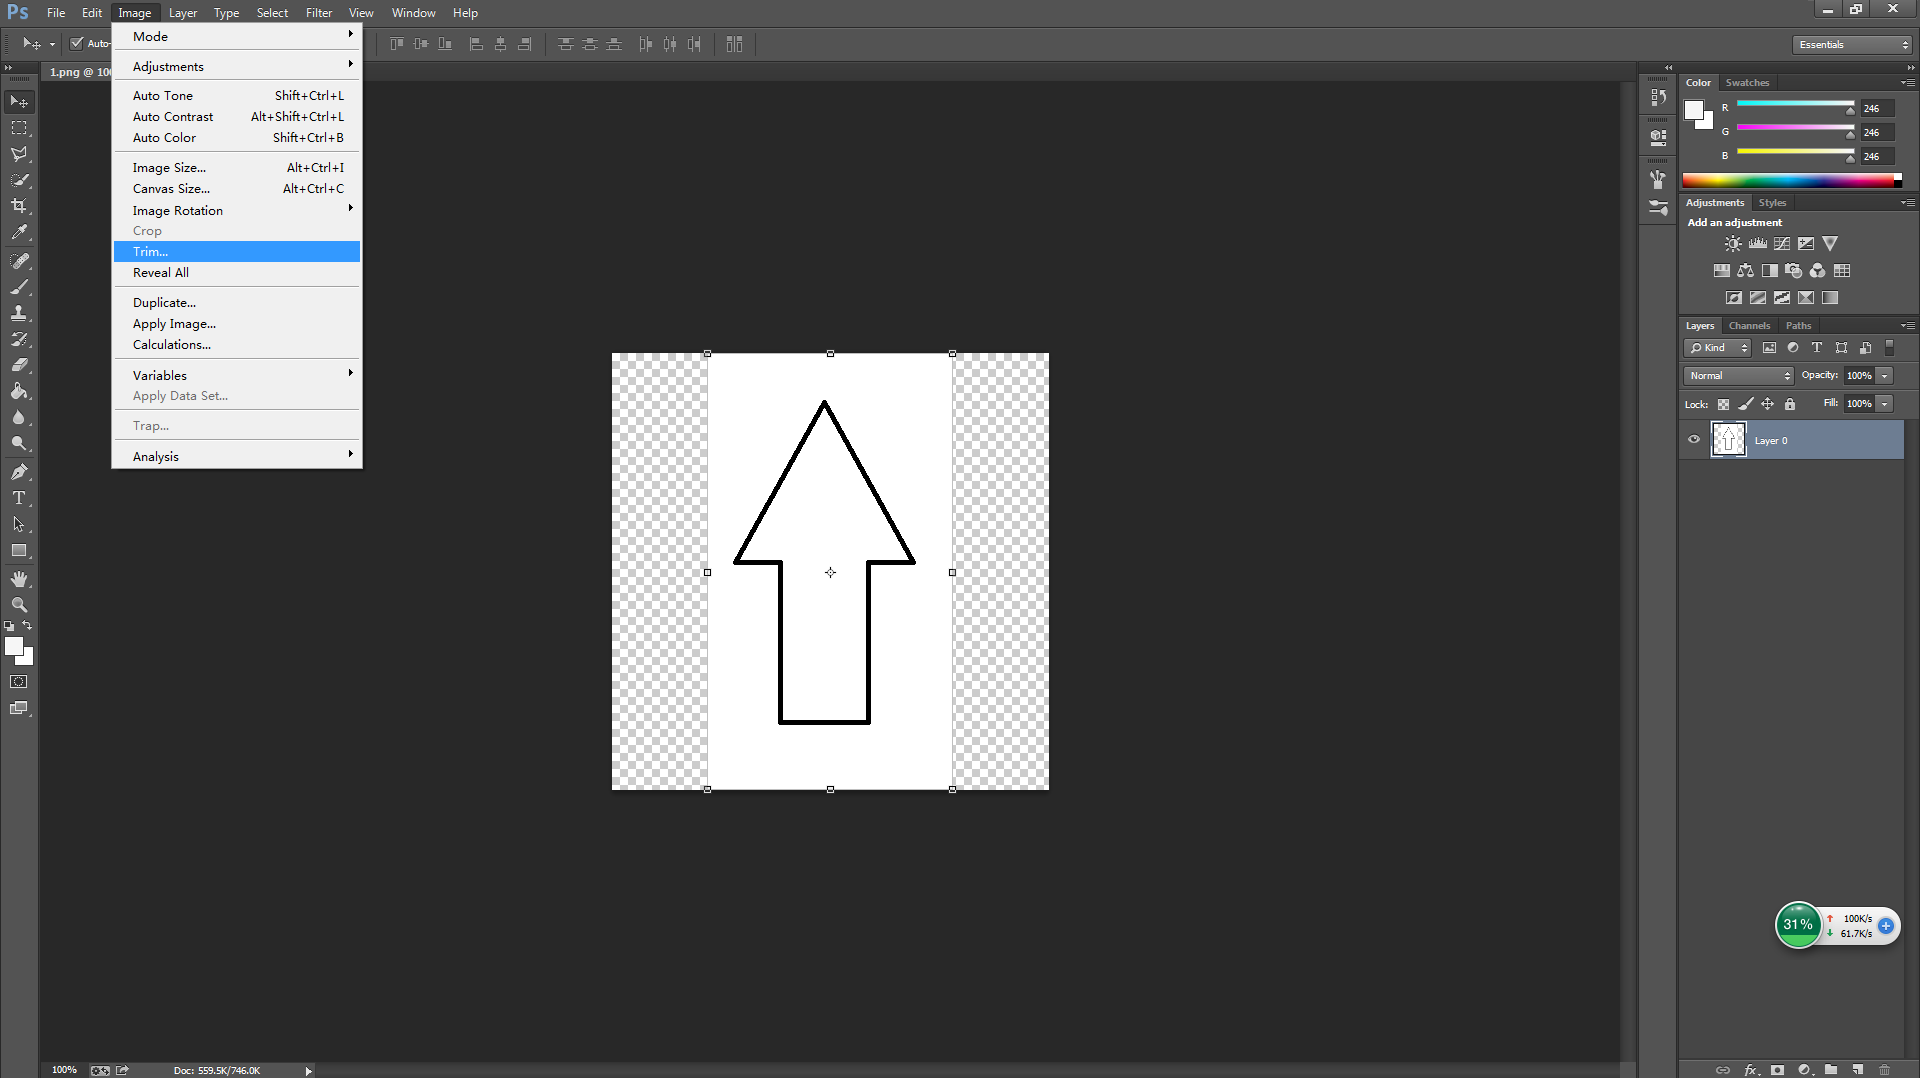 Ps File Edit Image Layer Type Select Filter View Window Help
Auto-
Essentials
1.png @ 10
Mode
Adjustments
Auto Tone Shift+Ctrl+L
Auto Contrast Alt+Shift+Ctrl+L
Auto Color Shift+Ctrl+B
Image Size... Alt+Ctrl+I
Canvas Size... Alt+Ctrl+C
Image Rotation
Crop
Trim...
Reveal All
Duplicate...
Apply Image...
Calculations...
Variables
Apply Data Set...
Trap...
Analysis
Color Swatches
R 246
G 246
B 246
Adjustments Styles
Add an adjustment
Layers Channels Paths
Kind
Normal Opacity: 100%
Lock: Fill: 100%
Layer 0
31% 100K/s
61.7K/s
100% Doc: 559.5K/746.0K
fx